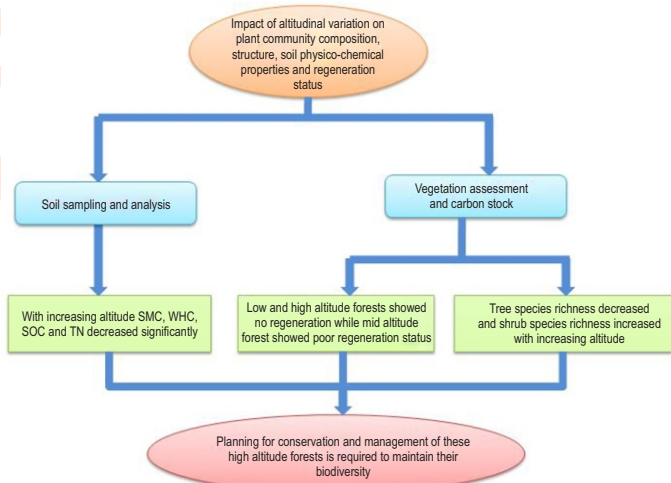 Impact of altitudinal variation on
plant community composition,
structure, soil physico-chemical
properties and regeneration
status
Soil sampling and analysis
Vegetation assessment
and carbon stock
With increasing altitude SMC, WHC,
SOC and TN decreased significantly
Low and high altitude forests showed
no regeneration while mid altitude
forest showed poor regeneration status
Tree species richness decreased
and shrub species richness increased
with increasing altitude
Planning for conservation and management of these
high altitude forests is required to maintain their
biodiversity